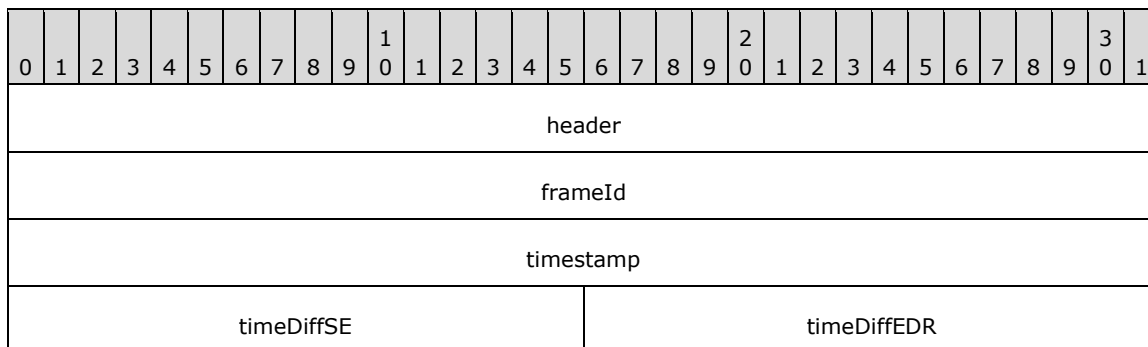 1 2 3
0 1 2 3 4 5 6 7 8 9 0 1 2 3 4 5 6 7 8 9 0 1 2 3 4 5 6 7 8 9 0 1
header
frameId
timestamp
timeDiffSE timeDiffEDR